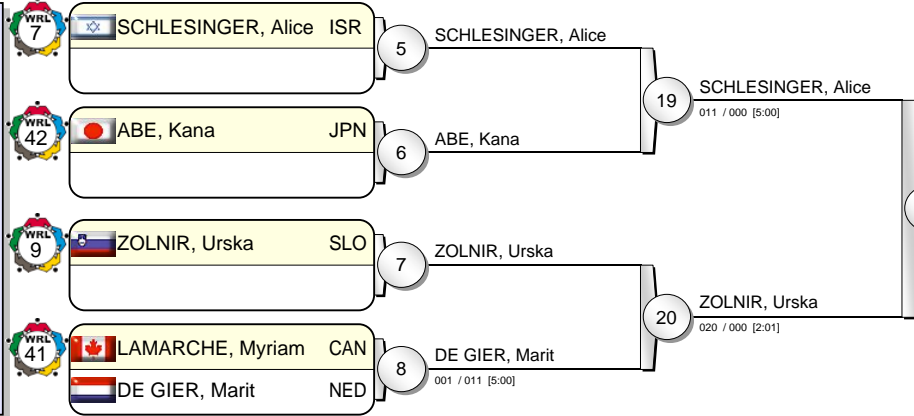 WRL
7
SCHLESINGER, Alice ISR
5
SCHLESINGER, Alice
19
SCHLESINGER, Alice
011 / 000 [5:00]
WRL
42
ABE, Kana JPN
6
ABE, Kana
WRL
9
ZOLNIR, Urska SLO
7
ZOLNIR, Urska
20
ZOLNIR, Urska
020 / 000 [2:01]
WRL
41
LAMARCHE, Myriam CAN
8
DE GIER, Marit
001 / 011 [5:00]
DE GIER, Marit NED